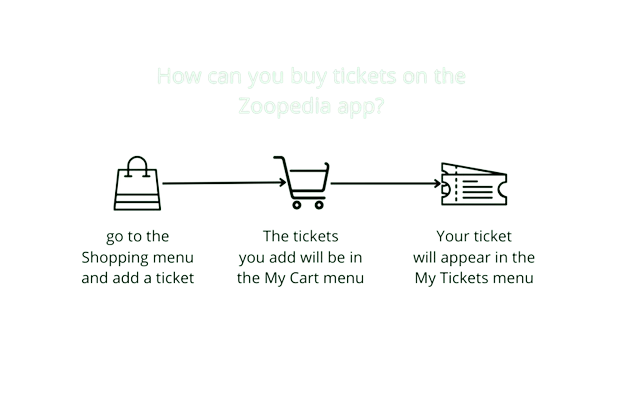 How can you buy tickets on the
Zoopedia app?
go to the
Shopping menu
and add a ticket
The tickets
you add will be in
the My Cart menu
Your ticket
will appear in the
My Tickets menu